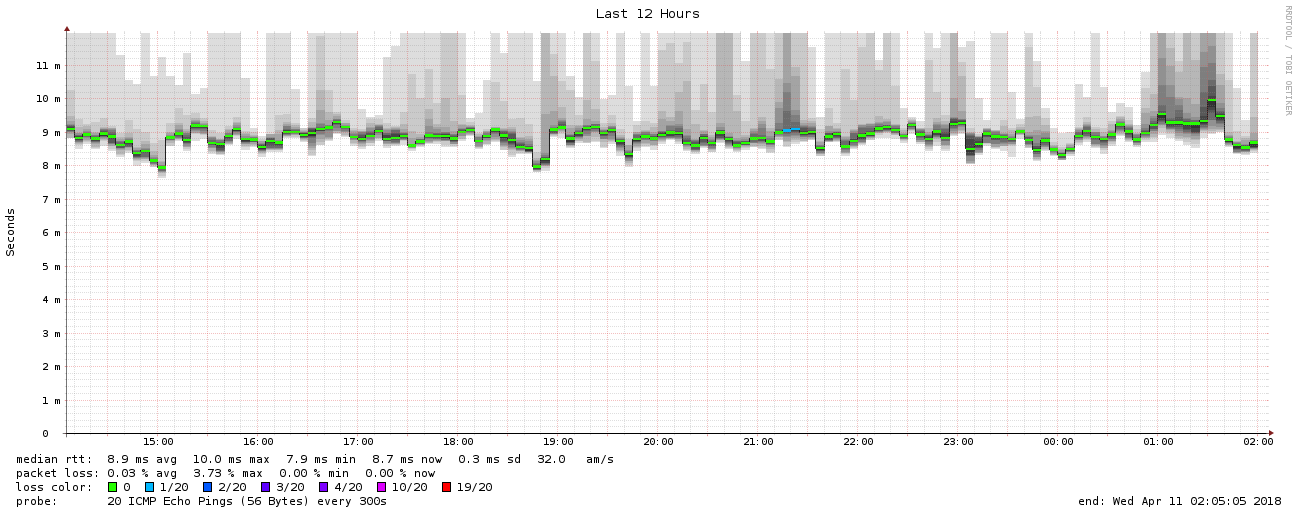 Last 12 Hours
RRDTOOL / TOBI OETIKER
Seconds
11 m
10 m
9 m
8 m
7 m
6 m
5 m
4 m
3 m
2 m
1 m
0
15:00 16:00 17:00 18:00 19:00 20:00 21:00 22:00 23:00 00:00 01:00 02:00
median rtt: 8.9 ms avg 10.0 ms max 7.9 ms min 8.7 ms now 0.3 ms sd 32.0 am/s
packet loss: 0.03 % avg 3.73 % max 0.00 % min 0.00 % now
loss color: 0 1/20 2/20 3/20 4/20 10/20 19/20
probe: 20 ICMP Echo Pings (56 Bytes) every 300s end: Wed Apr 11 02:05:05 2018